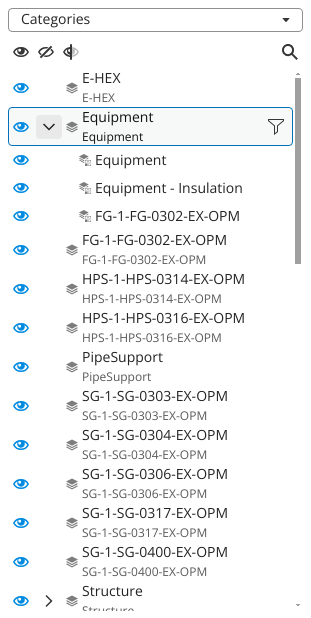 Categories
E-HEX
E-HEX
Equipment
Equipment
Equipment
Equipment - Insulation
FG-1-FG-0302-EX-OPM
FG-1-FG-0302-EX-OPM
FG-1-FG-0302-EX-OPM
HPS-1-HPS-0314-EX-OPM
HPS-1-HPS-0314-EX-OPM
HPS-1-HPS-0316-EX-OPM
HPS-1-HPS-0316-EX-OPM
PipeSupport
PipeSupport
SG-1-SG-0303-EX-OPM
SG-1-SG-0303-EX-OPM
SG-1-SG-0304-EX-OPM
SG-1-SG-0304-EX-OPM
SG-1-SG-0306-EX-OPM
SG-1-SG-0306-EX-OPM
SG-1-SG-0317-EX-OPM
SG-1-SG-0317-EX-OPM
SG-1-SG-0400-EX-OPM
SG-1-SG-0400-EX-OPM
Structure
Structure